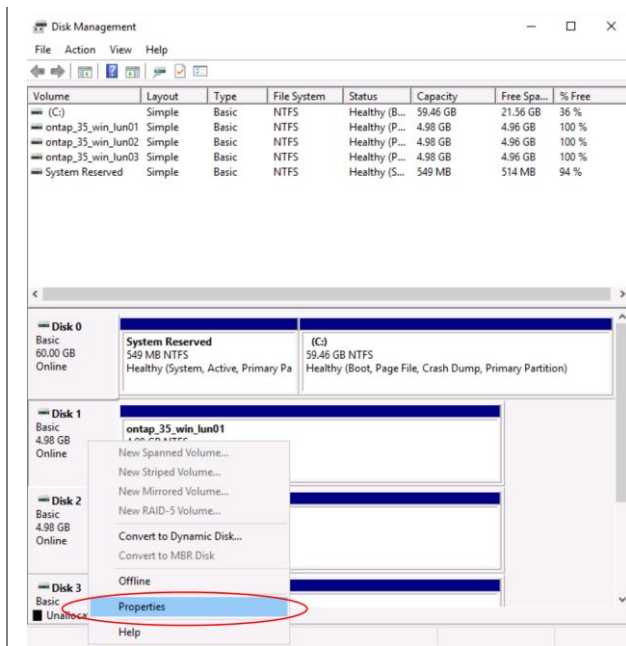 Disk Management
File Action View Help
Volume Layout Type File System Status Capacity Free Spa... % Free
(C:) Simple Basic NTFS Healthy (B... 59.46 GB 21.56 GB 36 %
ontap_35_win_lun01 Simple Basic NTFS Healthy (P... 4.98 GB 4.96 GB 100 %
ontap_35_win_lun02 Simple Basic NTFS Healthy (P... 4.98 GB 4.96 GB 100 %
ontap_35_win_lun03 Simple Basic NTFS Healthy (P... 4.98 GB 4.96 GB 100 %
System Reserved Simple Basic NTFS Healthy (S... 549 MB 514 MB 94 %
Disk 0
Basic
60.00 GB
Online
System Reserved
549 MB NTFS
Healthy (System, Active, Primary Pa
(C:)
59.46 GB NTFS
Healthy (Boot, Page File, Crash Dump, Primary Partition)
Disk 1
Basic
4.98 GB
Online
ontap_35_win_lun01
4.98 GB NTFS
New Spanned Volume...
New Striped Volume...
New Mirrored Volume...
New RAID-5 Volume...
Convert to Dynamic Disk...
Convert to MBR Disk
Offline
Properties
Help
Disk 2
Basic
4.98 GB
Online
Disk 3
Basic
Unalloca